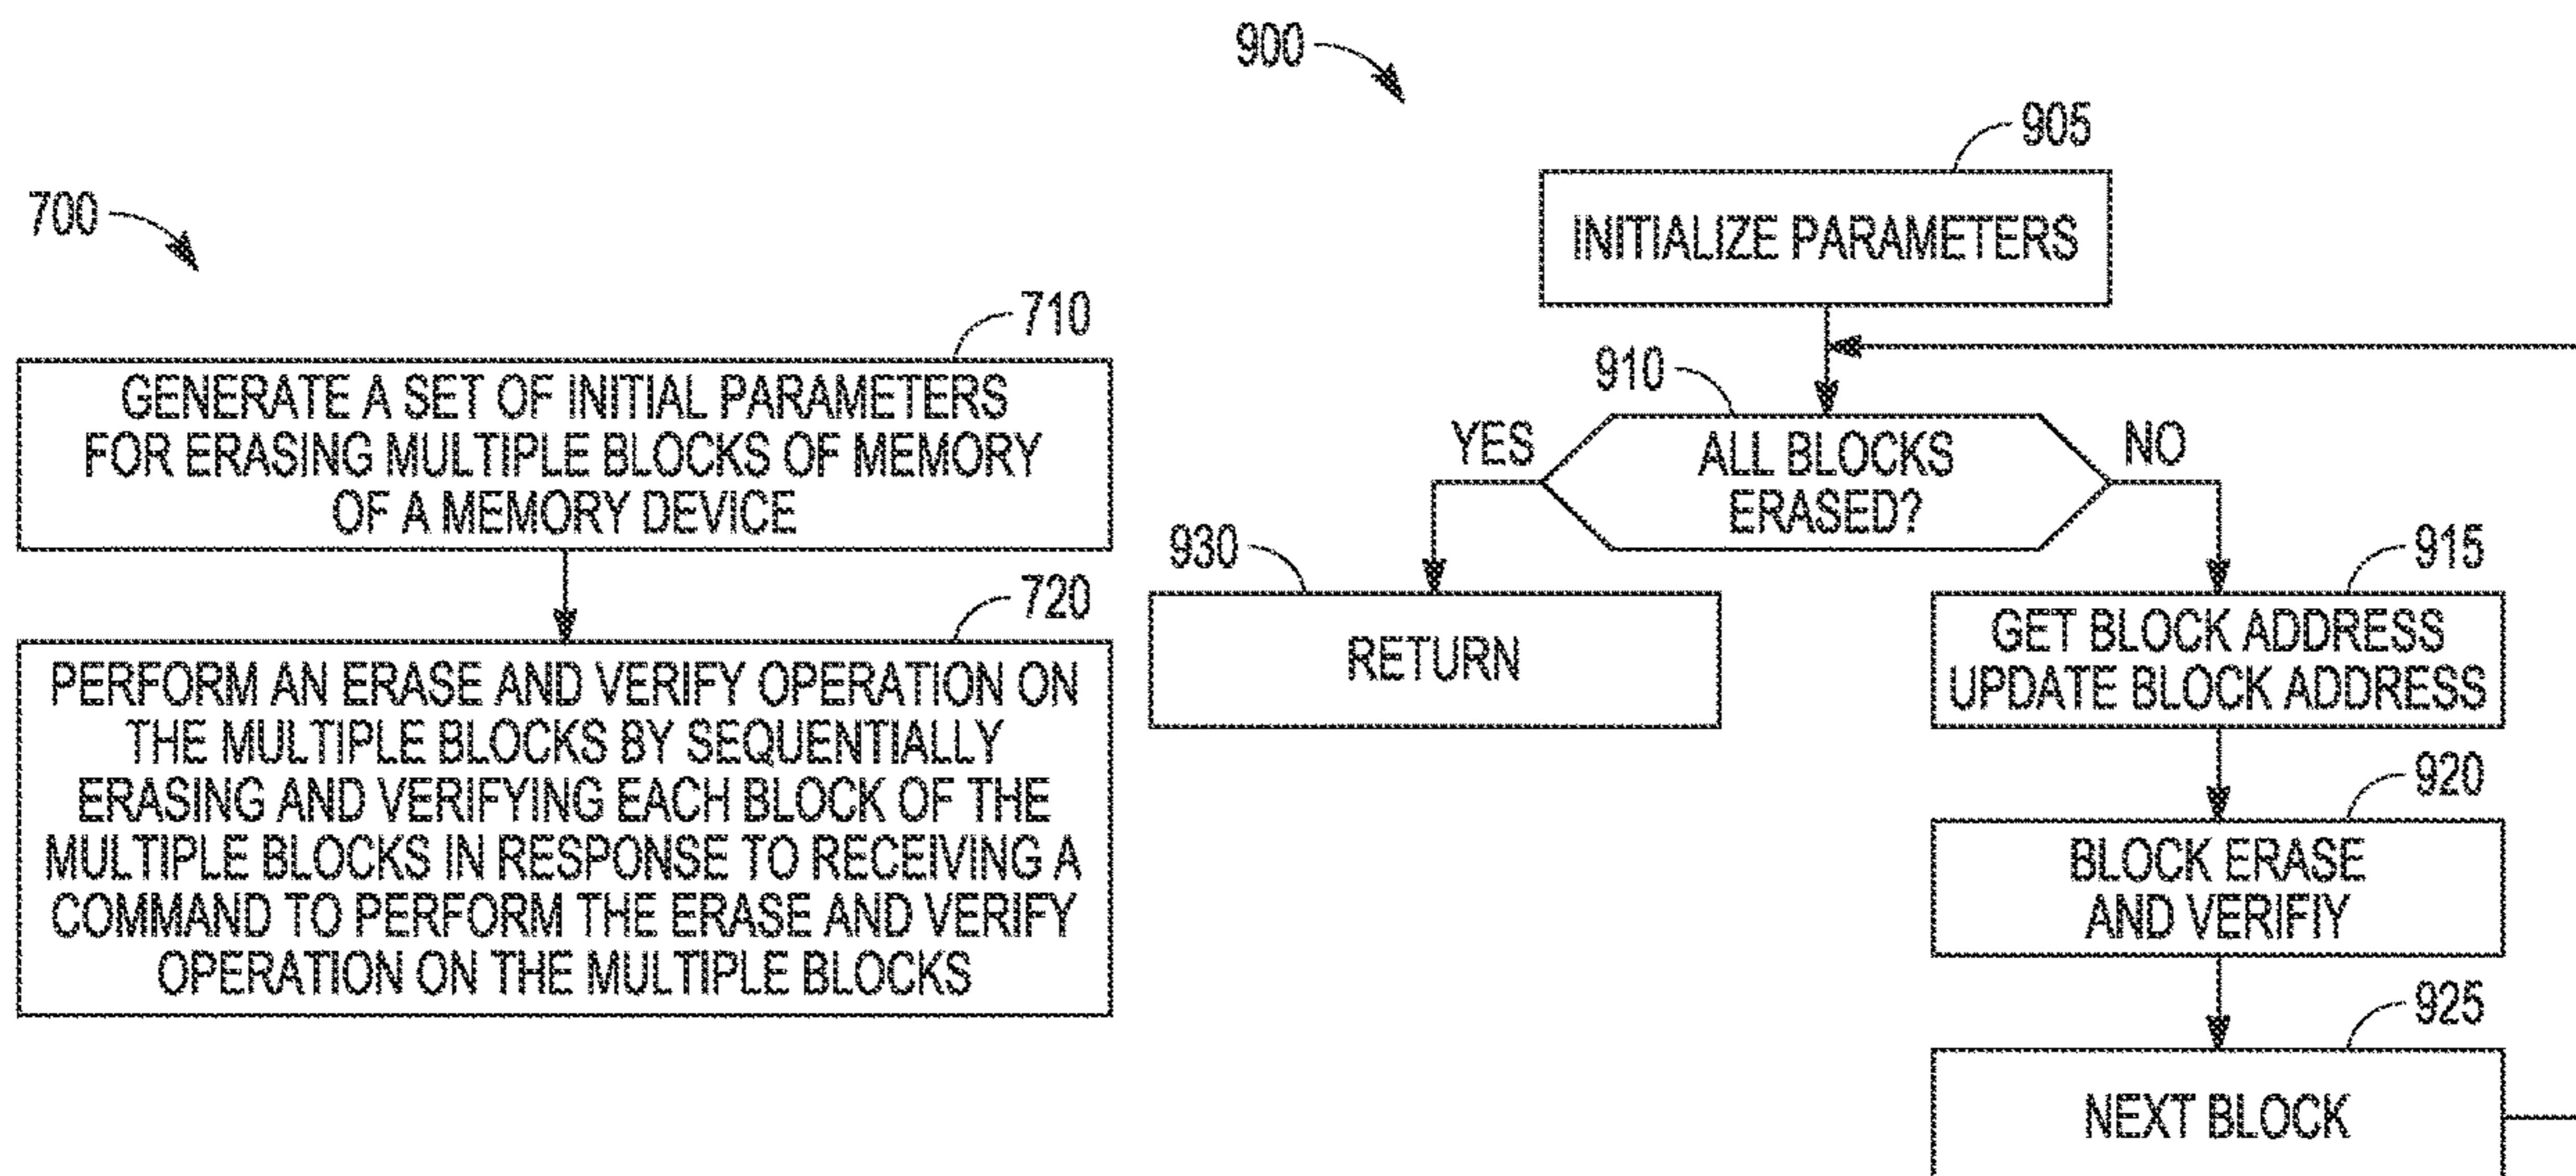 700
710
GENERATE A SET OF INITIAL PARAMETERS
FOR ERASING MULTIPLE BLOCKS OF MEMORY
OF A MEMORY DEVICE
720
PERFORM AN ERASE AND VERIFY OPERATION ON
THE MULTIPLE BLOCKS BY SEQUENTIALLY
ERASING AND VERIFYING EACH BLOCK OF THE
MULTIPLE BLOCKS IN RESPONSE TO RECEIVING A
COMMAND TO PERFORM THE ERASE AND VERIFY
OPERATION ON THE MULTIPLE BLOCKS
900
905
INITIALIZE PARAMETERS
910
ALL BLOCKS
ERASED?
YES
NO
930
RETURN
915
GET BLOCK ADDRESS
UPDATE BLOCK ADDRESS
920
BLOCK ERASE
AND VERIFIY
925
NEXT BLOCK